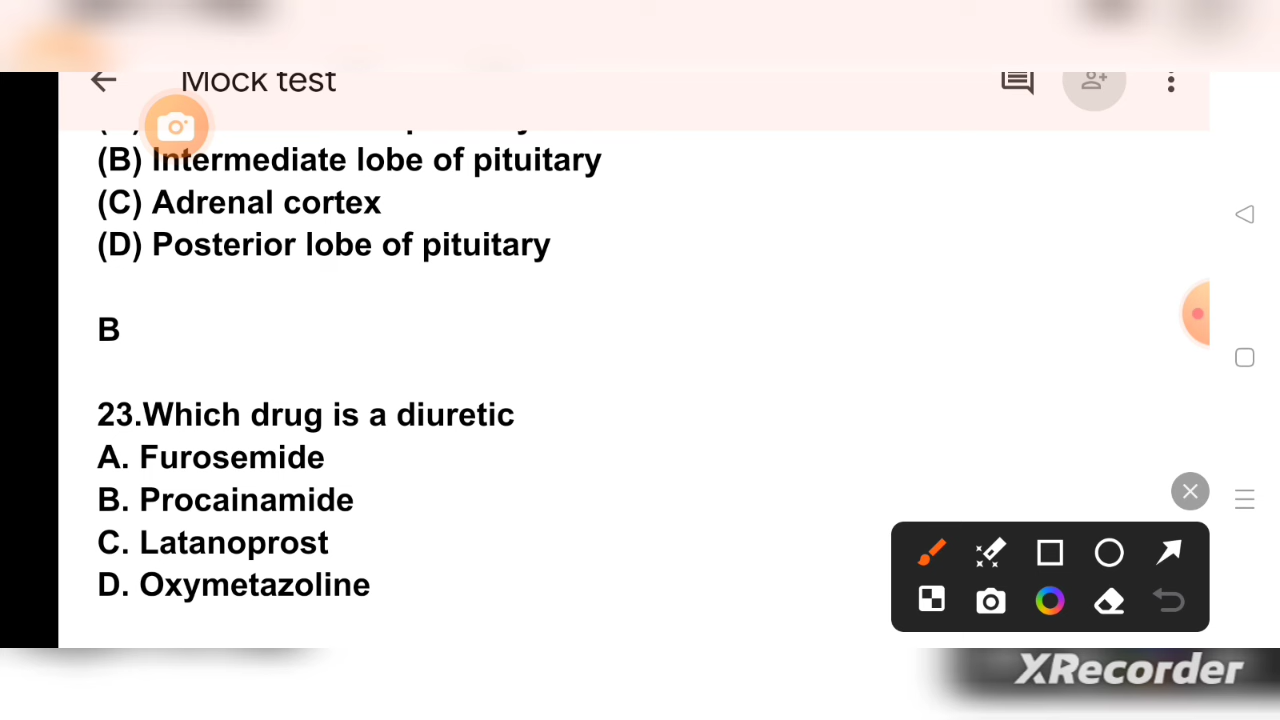 Mock test
(B) Intermediate lobe of pituitary
(C) Adrenal cortex
(D) Posterior lobe of pituitary
B
23.Which drug is a diuretic
A. Furosemide
B. Procainamide
C. Latanoprost
D. Oxymetazoline
XRecorder